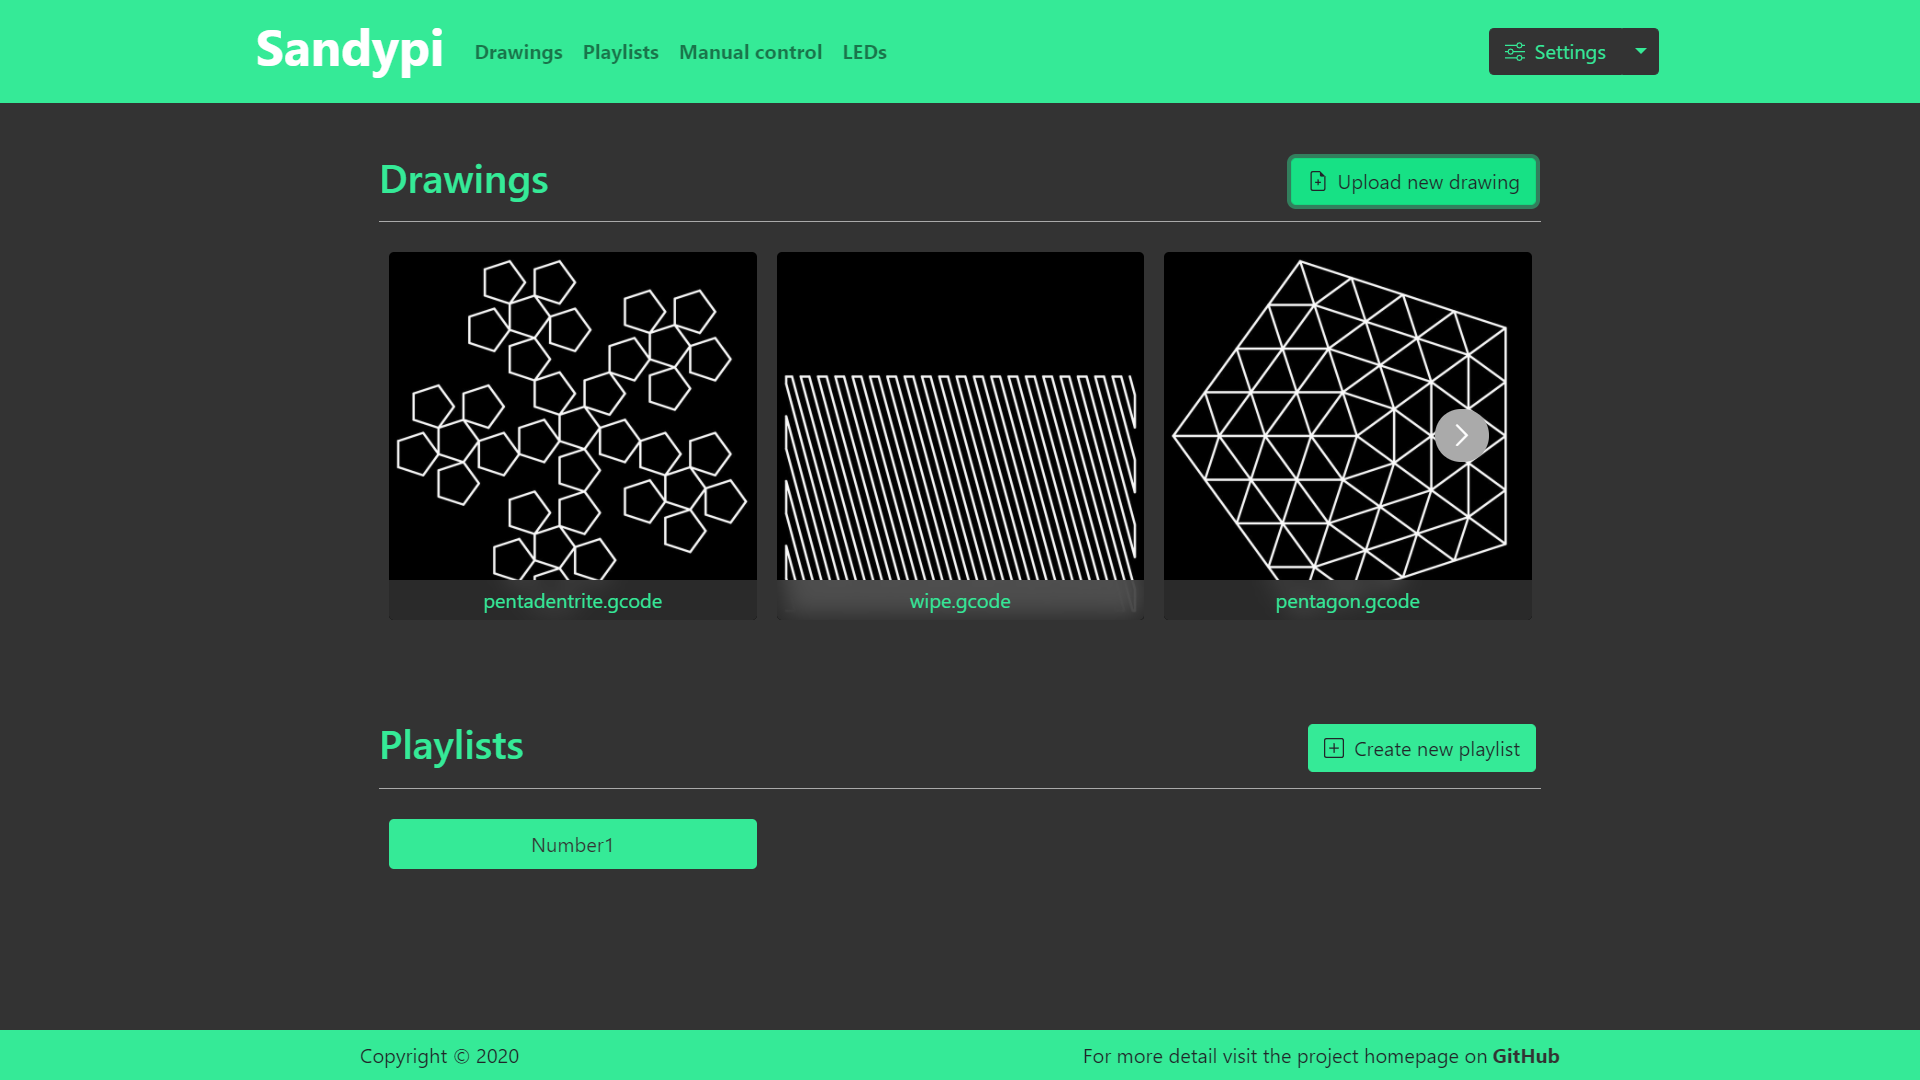 Sandypi Drawings Playlists Manual control LEDs Settings
Drawings Upload new drawing
pentadentrite.gcode wipe.gcode pentagon.gcode
Playlists Create new playlist
Number1
Copyright © 2020 For more detail visit the project homepage on GitHub